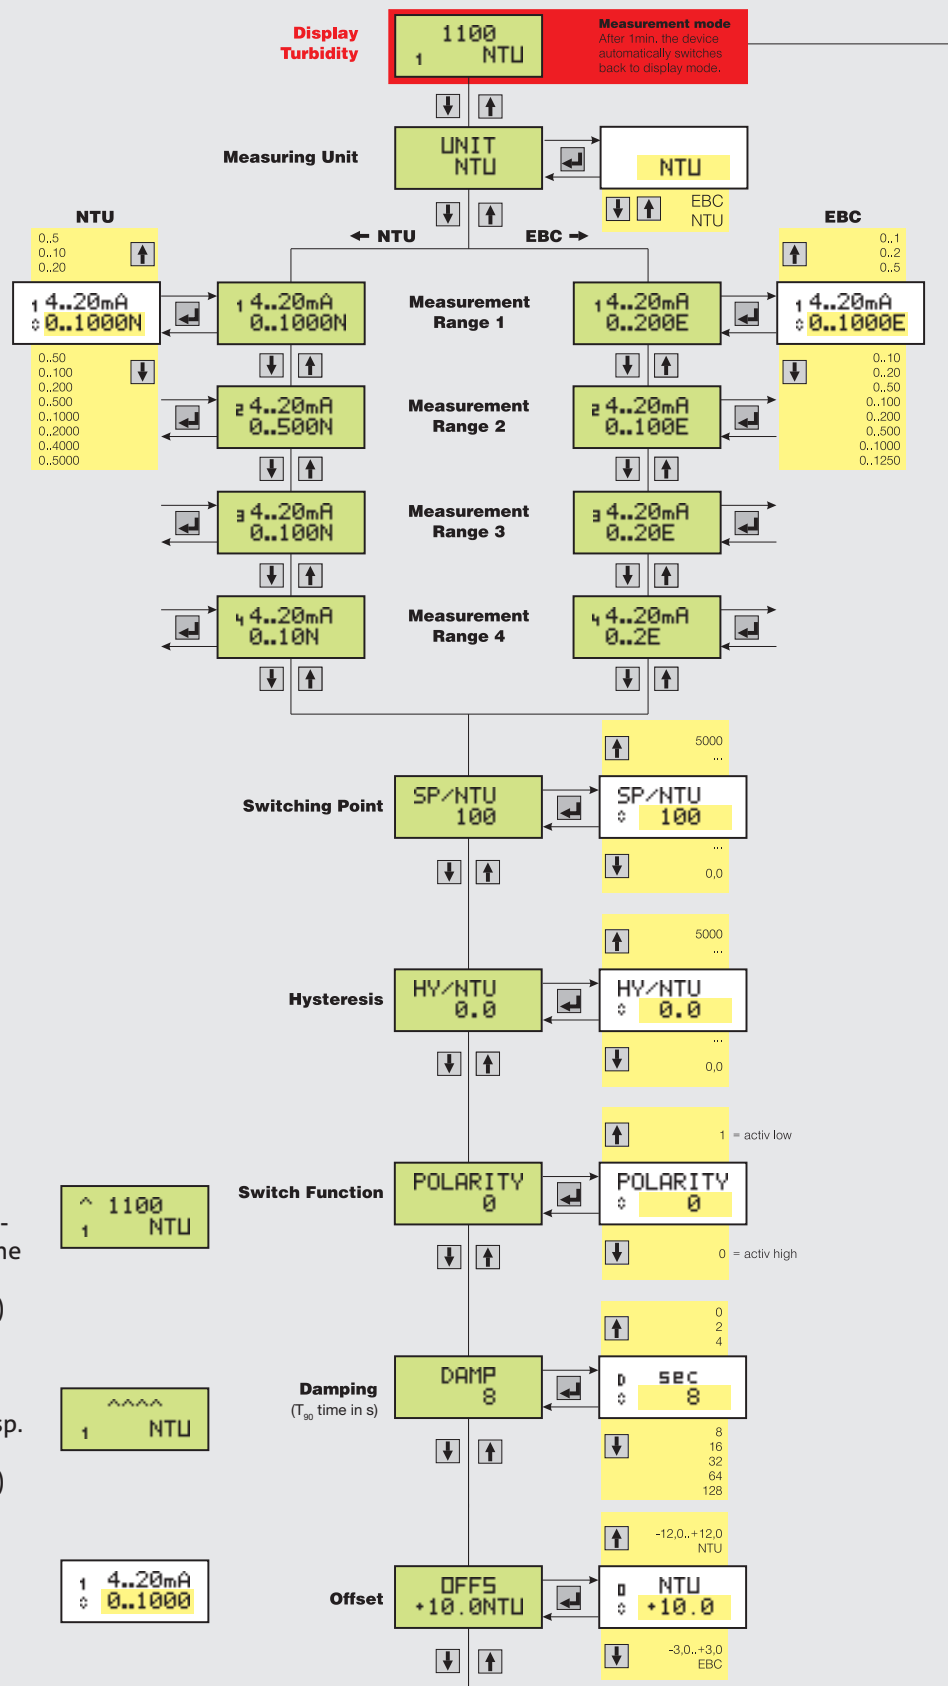 Display
Turbidity
1100
1 NTU
Measurement mode
After 1min, the device
automatically switches
back to display mode.
Measuring Unit
UNIT
NTU
NTU
EBC
NTU
NTU
← NTU
EBC →
EBC
0..5
0..10
0..20
0..1
0..2
0..5
1 4..20mA
0..1000N
1 4..20mA
0..1000N
Measurement
Range 1
1 4..20mA
0..200E
1 4..20mA
0..1000E
0..50
0..100
0..200
0..500
0..1000
0..2000
0..4000
0..5000
2 4..20mA
0..500N
Measurement
Range 2
2 4..20mA
0..100E
0..10
0..20
0..50
0..100
0..200
0..500
0..1000
0..1250
3 4..20mA
0..100N
Measurement
Range 3
3 4..20mA
0..20E
4 4..20mA
0..10N
Measurement
Range 4
4 4..20mA
0..2E
5000
...
Switching Point
SP/NTU
100
SP/NTU
100
...
0,0
5000
...
Hysteresis
HY/NTU
0.0
HY/NTU
0.0
...
0,0
1 = activ low
Switch Function
POLARITY
0
POLARITY
0
0 = activ high
^ 1100
1 NTU
-
ne
)
0
2
4
Damping
(T90 time in s)
DAMP
8
D sec
8
8
16
32
64
128
^^^^
1 NTU
sp.
)
-12,0..+12,0
NTU
Offset
OFFS
+10.0NTU
O NTU
+10.0
-3,0..+3,0
EBC
1 4..20mA
0..1000